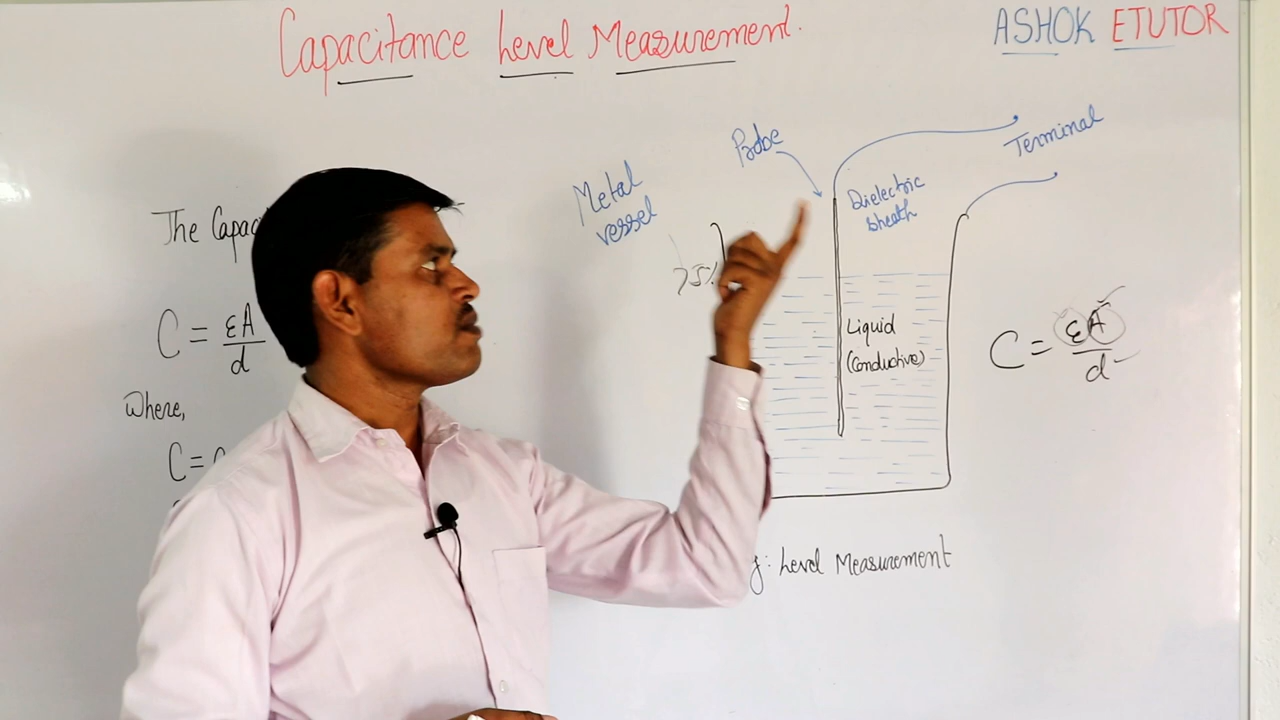 Capacitance Level Measurement.
ASHOK ETUTOR
The Capac
C = εA
d
Where,
C =
Metal
vessel
75%
Probe
Dielectric
Sheath
Terminal
Liquid
(Conductive)
C = εA
d
g: Level Measurement